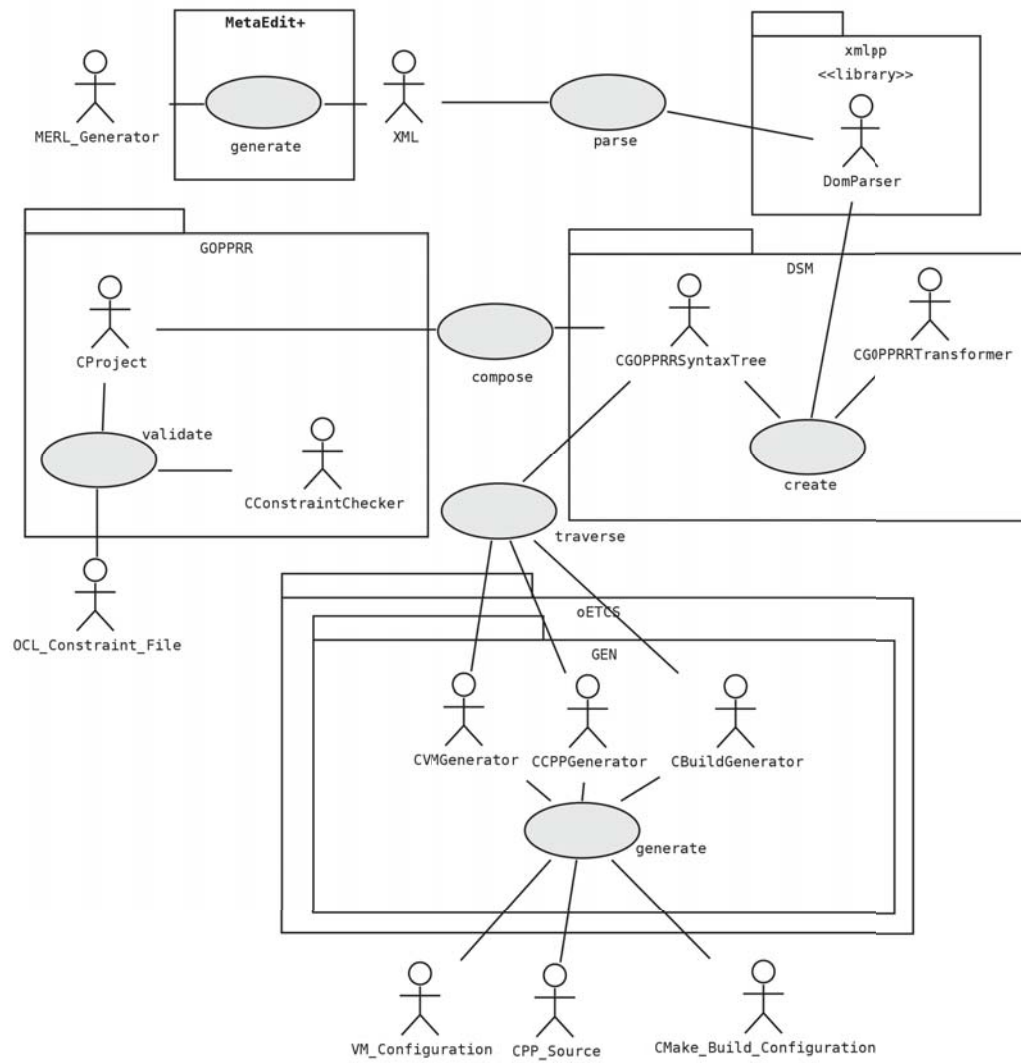 MetaEdit+
xmlpp
<<library>>
MERL_Generator
generate
XML
parse
DomParser
GOPPRR
DSM
CProject
compose
CGOPPRRSyntaxTree
CGOPPRRTransformer
validate
CConstraintChecker
create
traverse
oETCS
OCL_Constraint_File
GEN
CVMGenerator
CCPPGenerator
CBuildGenerator
generate
VM_Configuration
CPP_Source
CMake_Build_Configuration